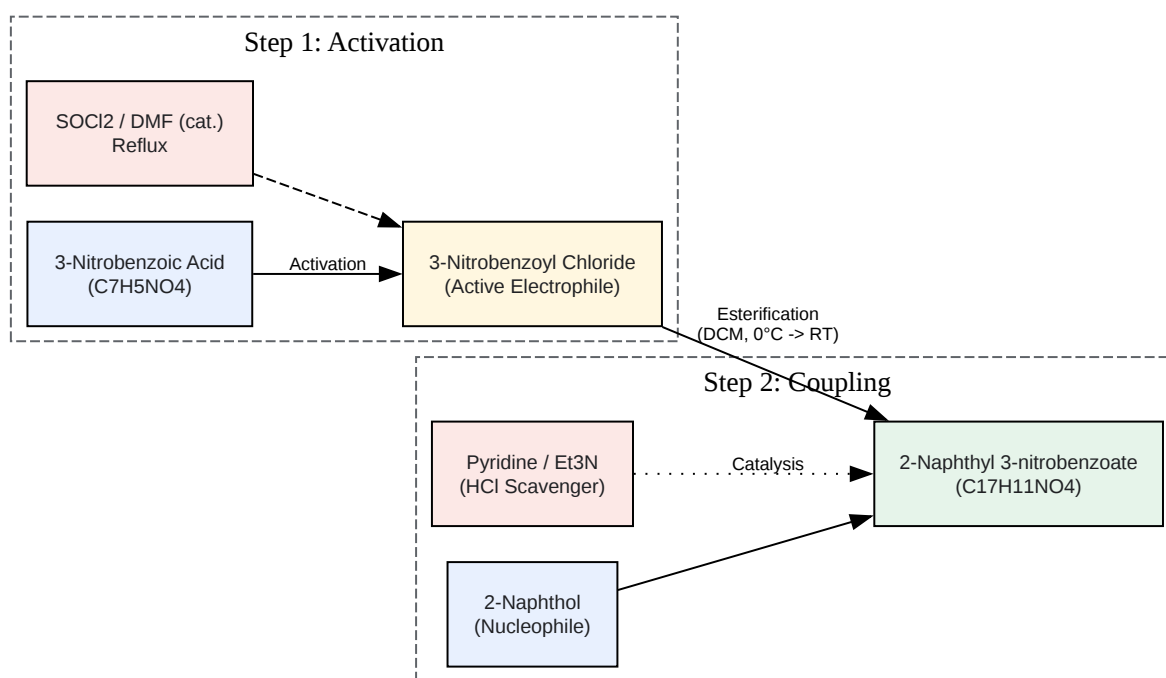 Step 1: Activation
SOCl2 / DMF (cat.)
Reflux
3-Nitrobenzoic Acid
(C7H5NO4)
Activation
3-Nitrobenzoyl Chloride
(Active Electrophile)
Esterification
(DCM, 0°C -> RT)
Step 2: Coupling
Pyridine / Et3N
(HCl Scavenger)
Catalysis
2-Naphthyl 3-nitrobenzoate
(C17H11NO4)
2-Naphthol
(Nucleophile)